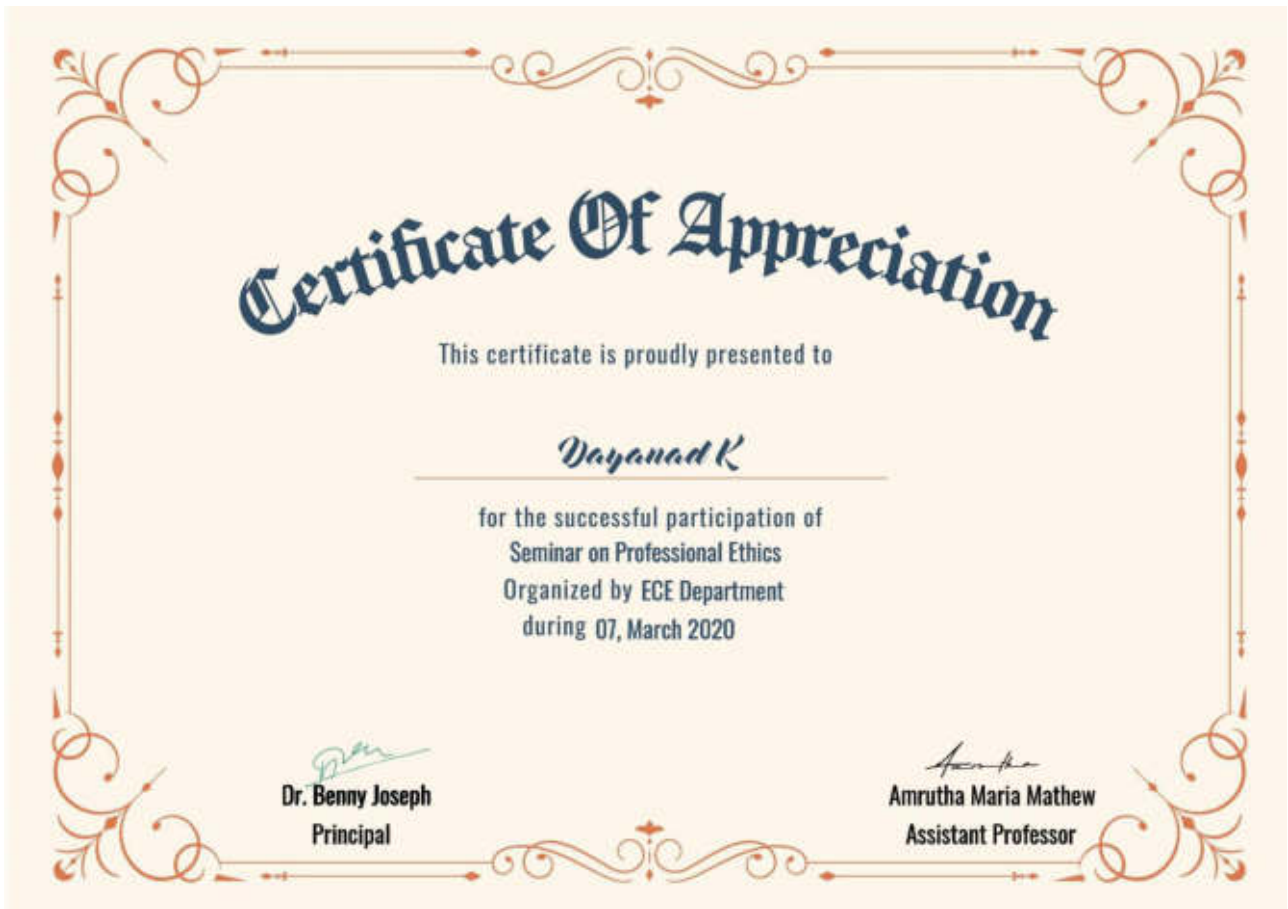 Certificate Of Appreciation
This certificate is proudly presented to
Dayanad K
for the successful participation of
Seminar on Professional Ethics
Organized by ECE Department
during 07, March 2020
Dr. Benny Joseph
Principal
Amrutha
Amrutha Maria Mathew
Assistant Professor